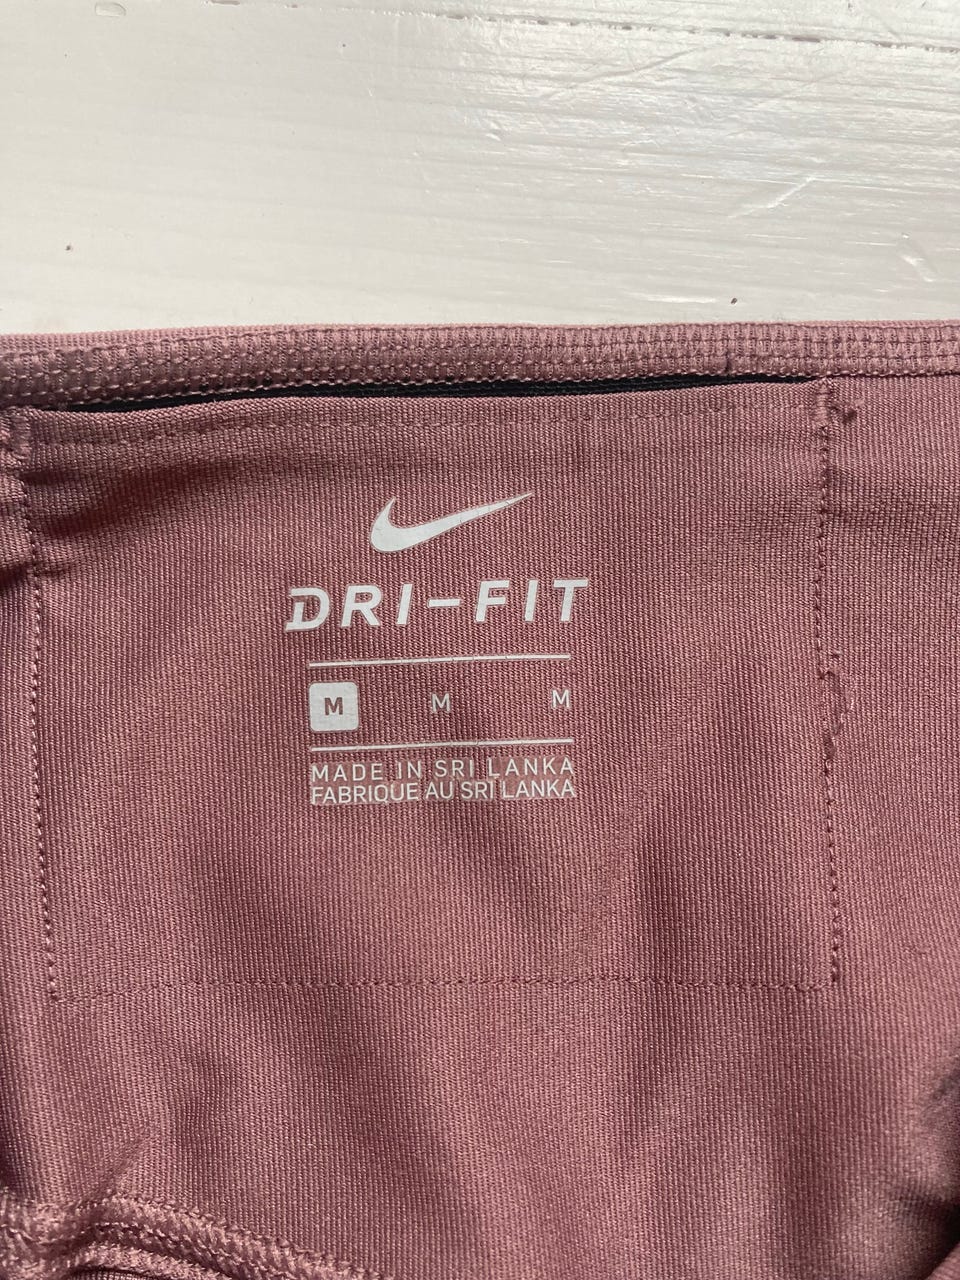 DRI-FIT
M M M
MADE IN SRI LANKA
FABRIQUE AU SRI LANKA